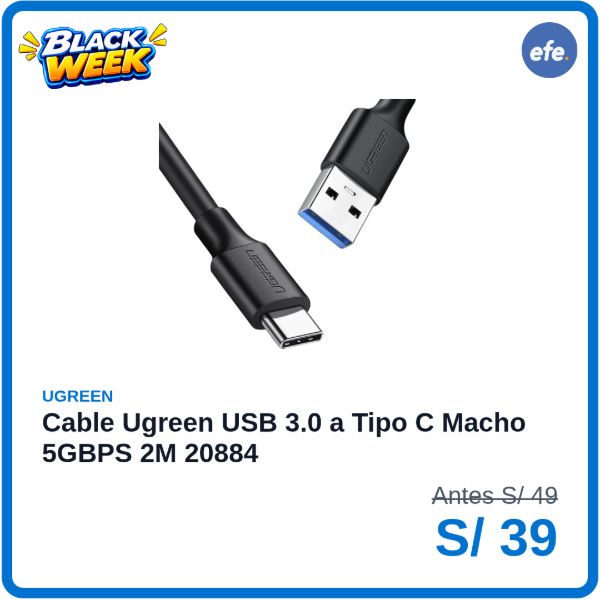 BLACK
WEEK
efe.
UGREEN
UGREEN
UGREEN
Cable Ugreen USB 3.0 a Tipo C Macho
5GBPS 2M 20884
Antes S/ 49
S/ 39